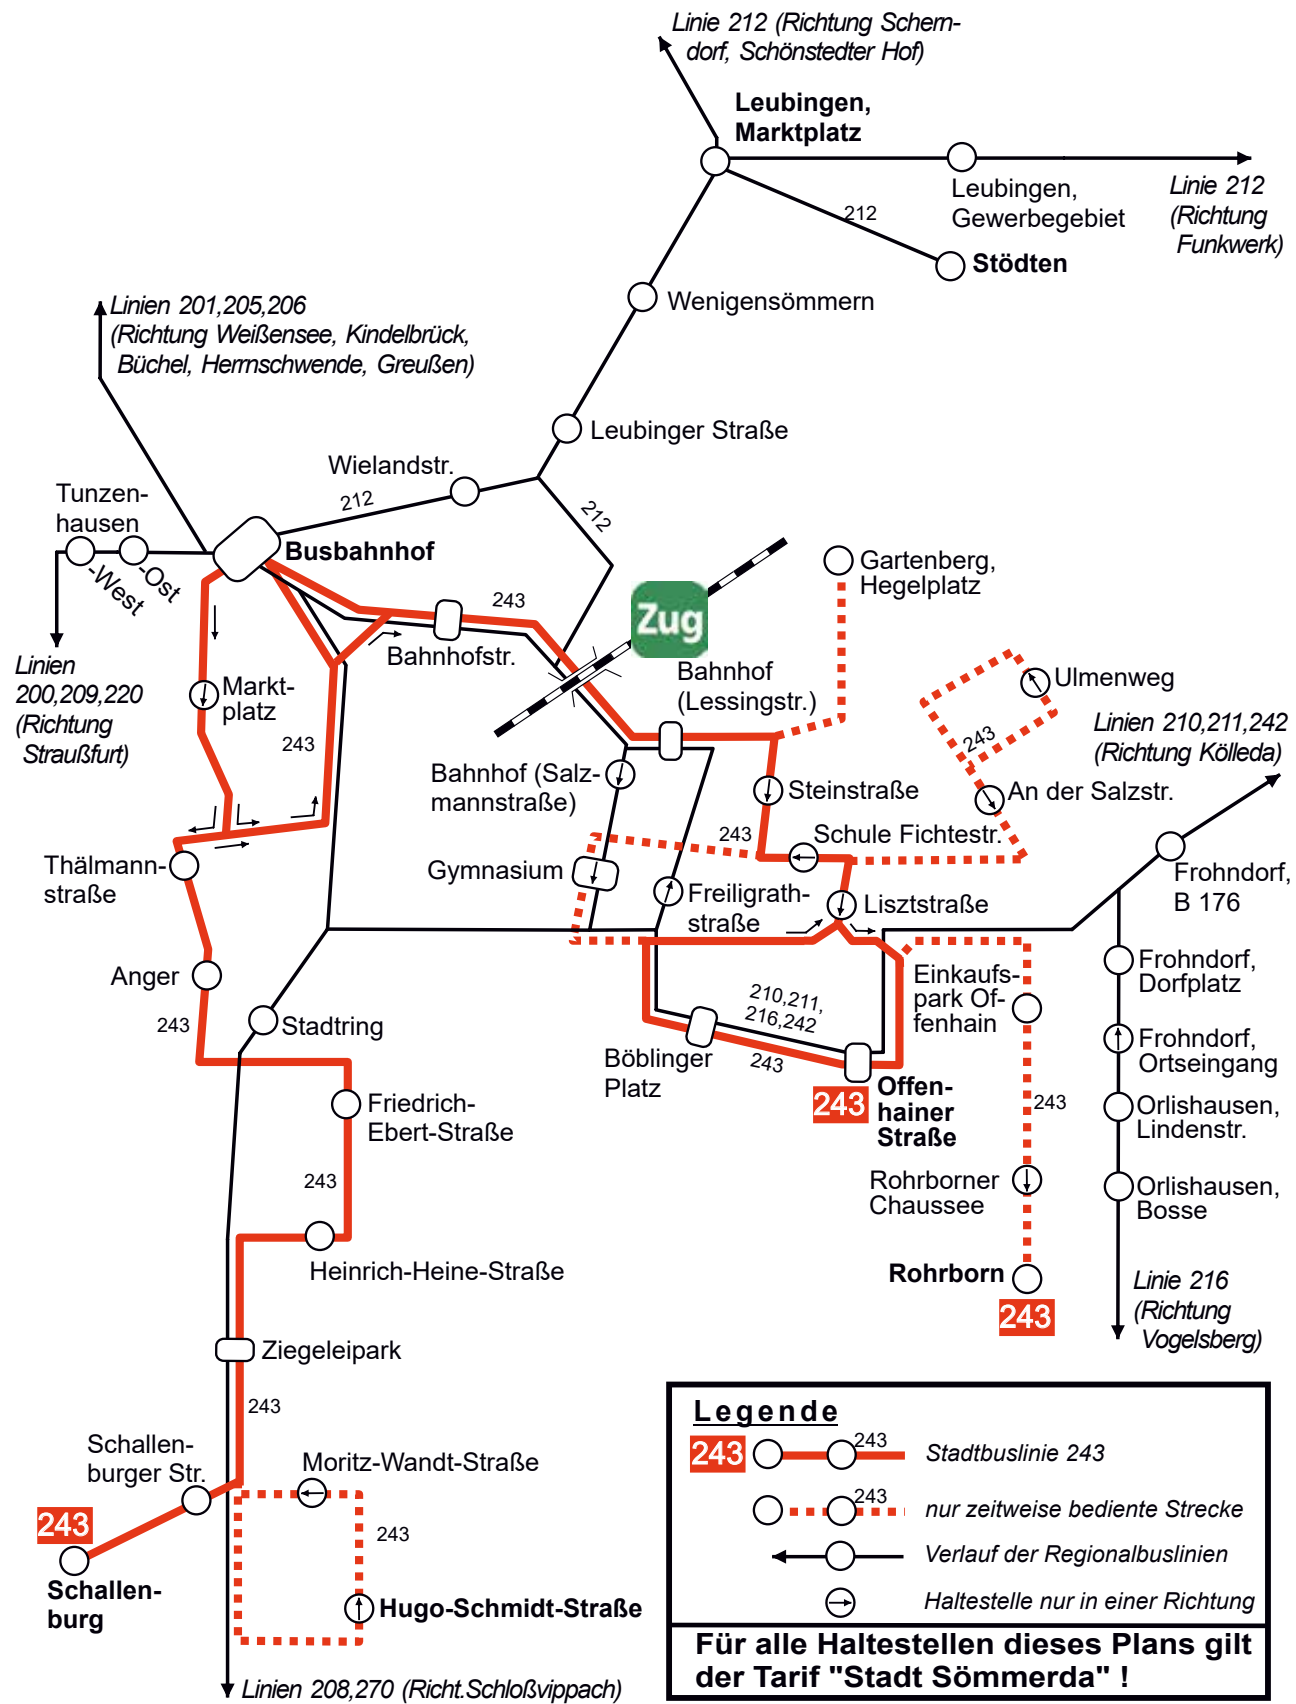 Linie 212 (Richtung Schern-
dorf, Schönstedter Hof)
Leubingen,
Marktplatz
Leubingen,
Gewerbegebiet
Linie 212
(Richtung
Funkwerk)
212
Stödten
Wenigensömmern
Linien 201,205,206
(Richtung Weißensee, Kindelbrück,
Büchel, Herrnschwende, Greußen)
Leubinger Straße
Wielandstr.
212
212
Tunzen-
hausen
-West
-Ost
Busbahnhof
Linien
200,209,220
(Richtung
Straußfurt)
243
Zug
Gartenberg,
Hegelplatz
Bahnhofstr.
Bahnhof
(Lessingstr.)
Markt-
platz
243
Ulmenweg
243
Linien 210,211,242
(Richtung Kölleda)
Bahnhof (Salz-
mannstraße)
Steinstraße
An der Salzstr.
243
Schule Fichtestr.
Thälmann-
straße
Gymnasium
Freiligrath-
straße
Lisztstraße
Frohndorf,
B 176
Anger
243
Stadtring
210,211,
216,242
243
Böblinger
Platz
Einkaufs-
park Of-
fenhain
Frohndorf,
Dorfplatz
Frohndorf,
Ortseingang
243
Offen-
hainer
Straße
243
Orlishausen,
Lindenstr.
Friedrich-
Ebert-Straße
243
Rohrborner
Chaussee
Orlishausen,
Bosse
Heinrich-Heine-Straße
Rohrborn
243
Linie 216
(Richtung
Vogelsberg)
Ziegeleipark
243
Schallen-
burger Str.
Moritz-Wandt-Straße
243
243
Schallen-
burg
Hugo-Schmidt-Straße
Linien 208,270 (Richt.Schloßvippach)
Legende
243
243
Stadtbuslinie 243
243
nur zeitweise bediente Strecke
Verlauf der Regionalbuslinien
Haltestelle nur in einer Richtung
Für alle Haltestellen dieses Plans gilt
der Tarif "Stadt Sömmerda" !